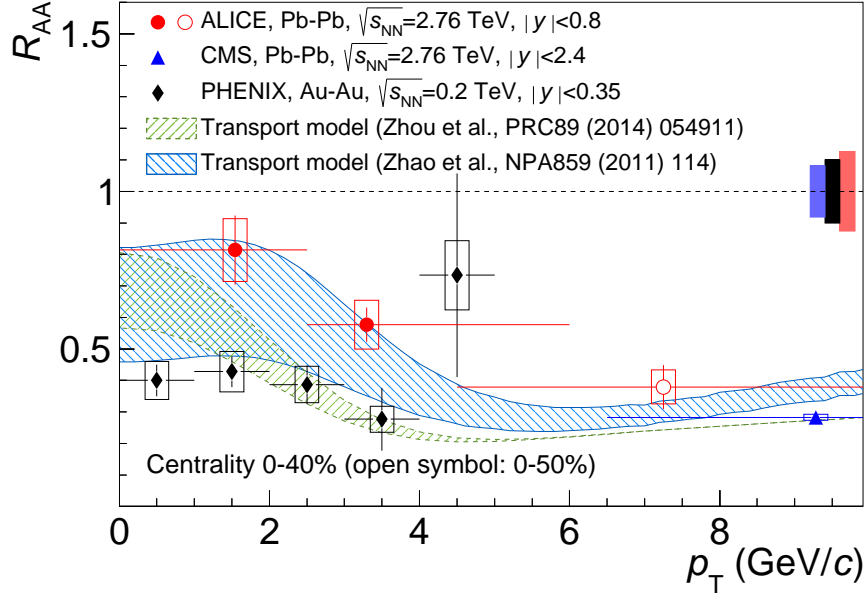 R_AA
1.5
1
0.5
ALICE, Pb-Pb, √s_NN=2.76 TeV, |y|<0.8
CMS, Pb-Pb, √s_NN=2.76 TeV, |y|<2.4
PHENIX, Au-Au, √s_NN=0.2 TeV, |y|<0.35
Transport model (Zhou et al., PRC89 (2014) 054911)
Transport model (Zhao et al., NPA859 (2011) 114)
Centrality 0-40% (open symbol: 0-50%)
0 2 4 6 8
p_T (GeV/c)